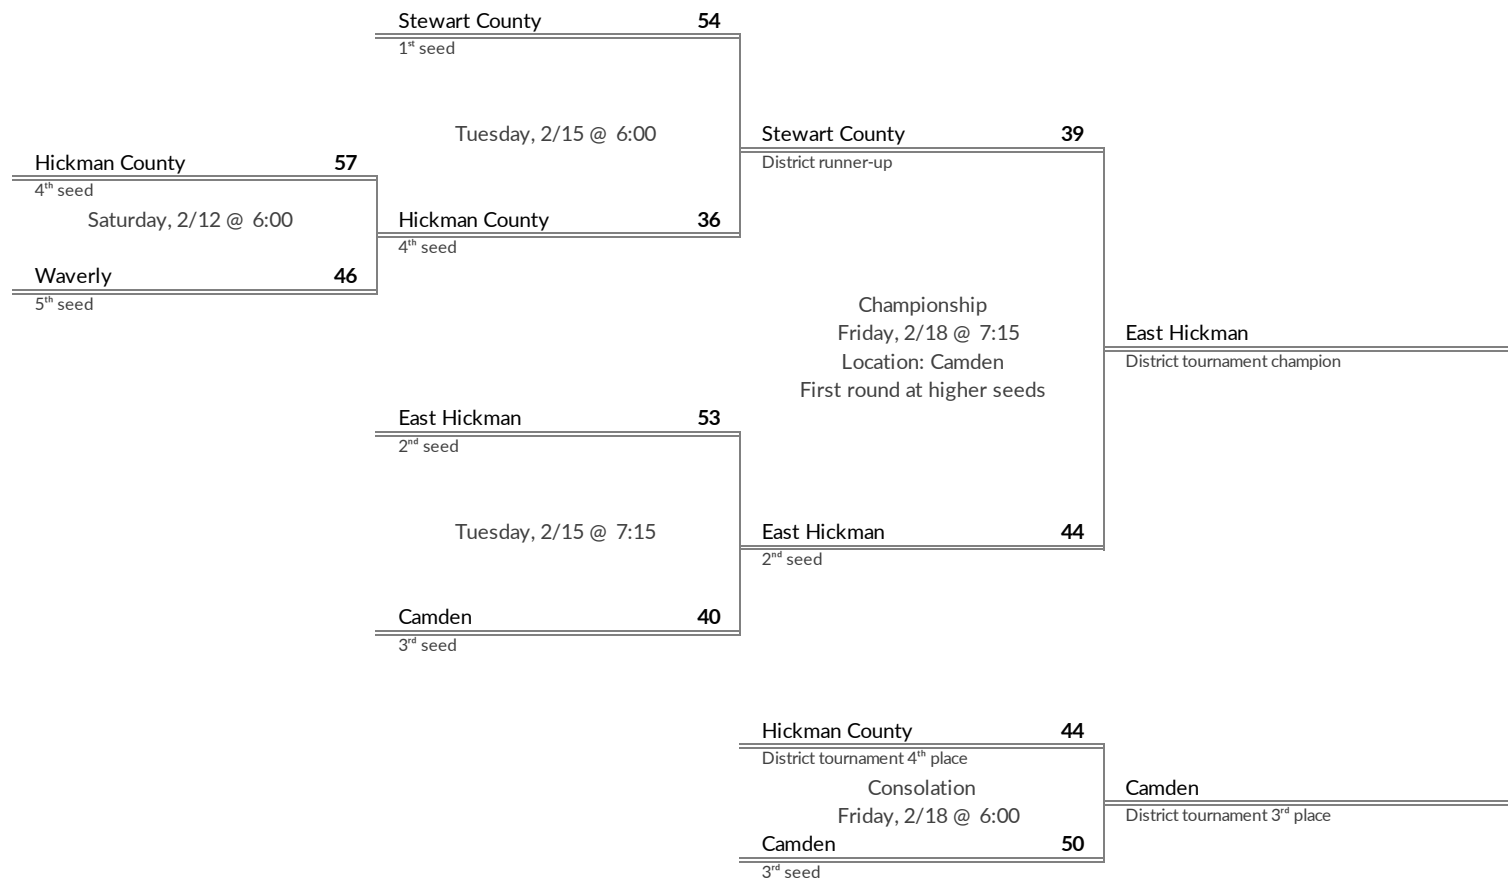 Stewart County 54
1st seed
Tuesday, 2/15 @ 6:00
Stewart County 39
District runner-up
Hickman County 57
4th seed
Saturday, 2/12 @ 6:00
Hickman County 36
4th seed
Waverly 46
5th seed
Championship
Friday, 2/18 @ 7:15
Location: Camden
First round at higher seeds
East Hickman
District tournament champion
East Hickman 53
2nd seed
Tuesday, 2/15 @ 7:15
East Hickman 44
2nd seed
Camden 40
3rd seed
Hickman County 44
District tournament 4th place
Consolation
Friday, 2/18 @ 6:00
Camden
District tournament 3rd place
Camden 50
3rd seed